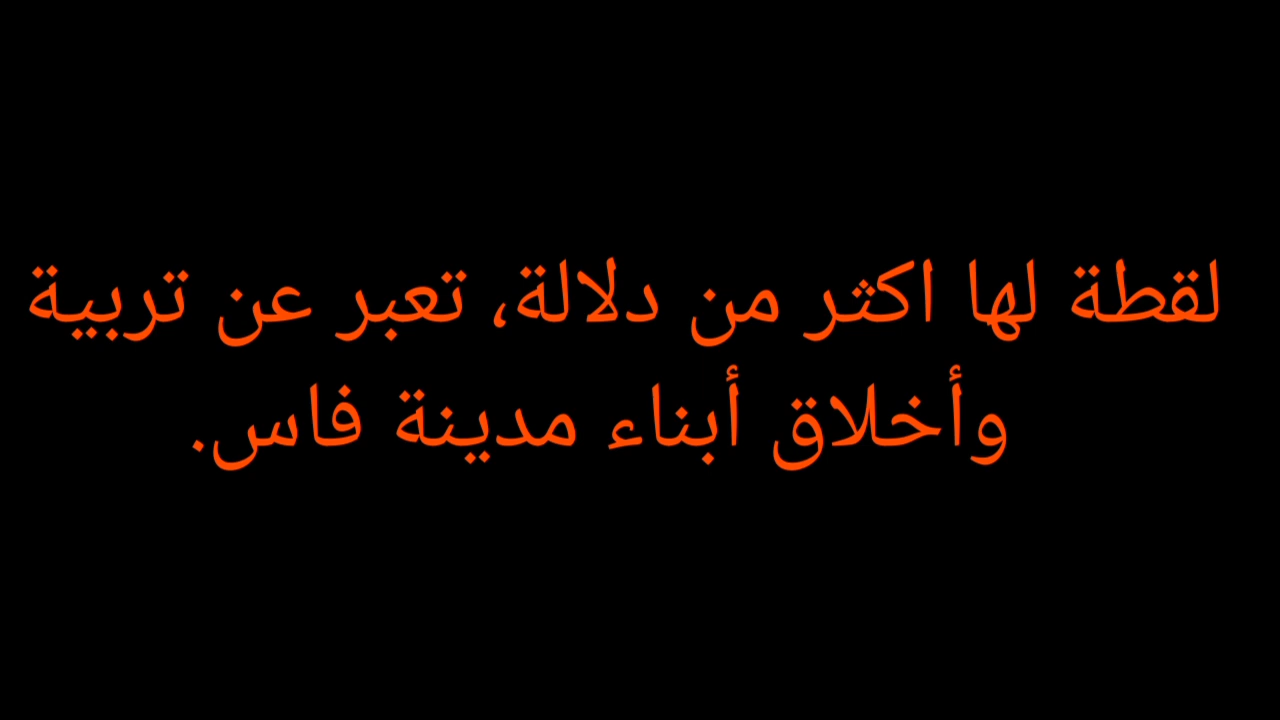 لقطة لها اكثر من دلالة، تعبر عن تربية
وأخلاق أبناء مدينة فاس.